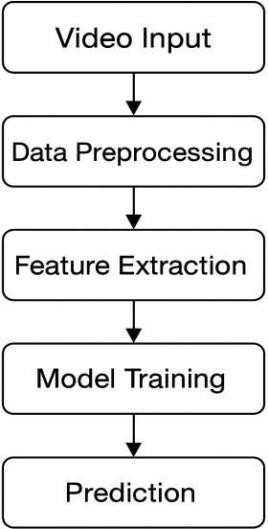 Video Input
Data Preprocessing
Feature Extraction
Model Training
Prediction